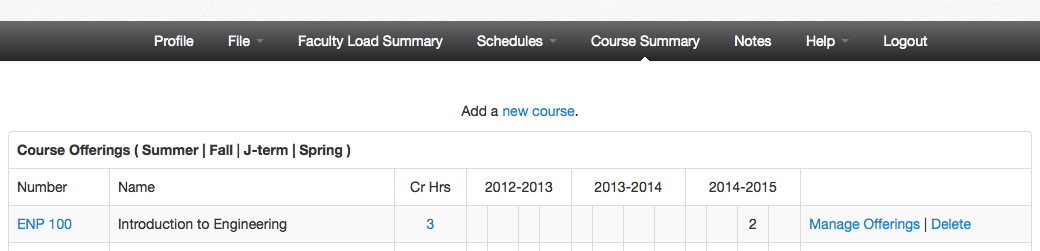 Profile File Faculty Load Summary Schedules Course Summary Notes Help Logout
Add a new course.
Course Offerings ( Summer | Fall | J-term | Spring )
Number Name Cr Hrs 2012-2013 2013-2014 2014-2015
ENP 100 Introduction to Engineering 3 2 Manage Offerings | Delete